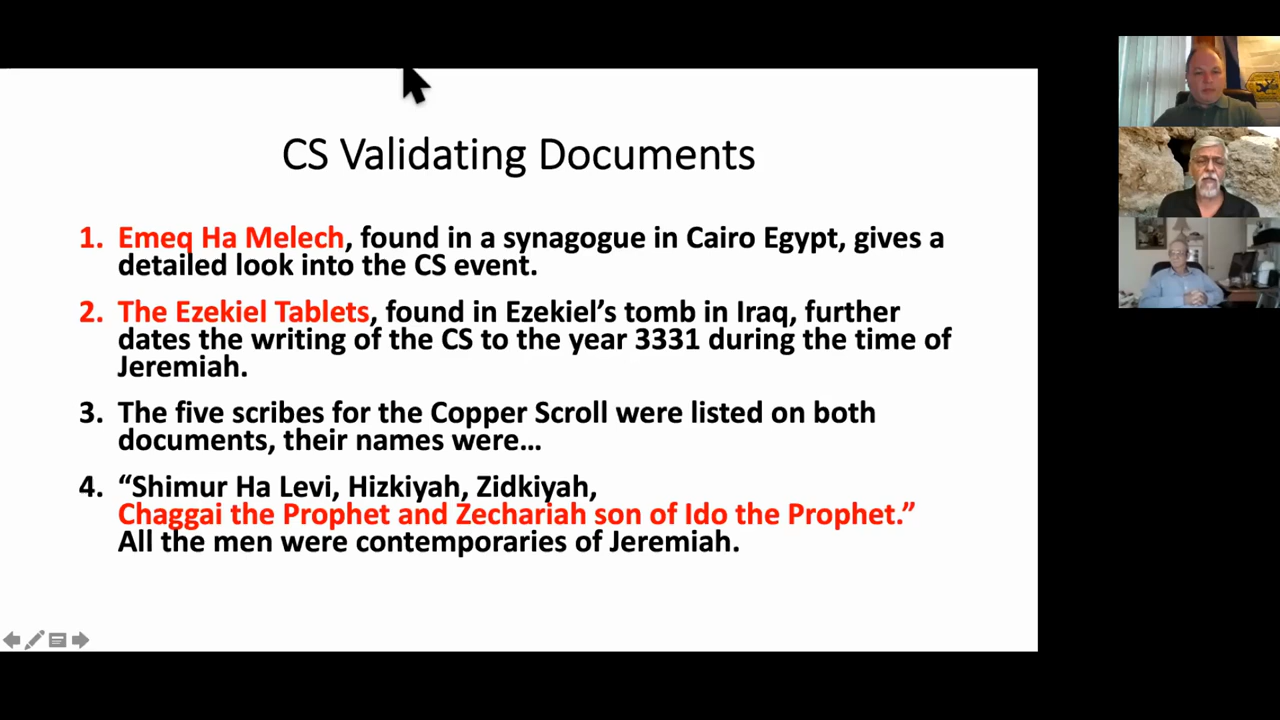 CS Validating Documents
1. Emeq Ha Melech, found in a synagogue in Cairo Egypt, gives a
detailed look into the CS event.
2. The Ezekiel Tablets, found in Ezekiel’s tomb in Iraq, further
dates the writing of the CS to the year 3331 during the time of
Jeremiah.
3. The five scribes for the Copper Scroll were listed on both
documents, their names were…
4. “Shimur Ha Levi, Hizkiyah, Zidkiyah,
Chaggai the Prophet and Zechariah son of Ido the Prophet.”
All the men were contemporaries of Jeremiah.